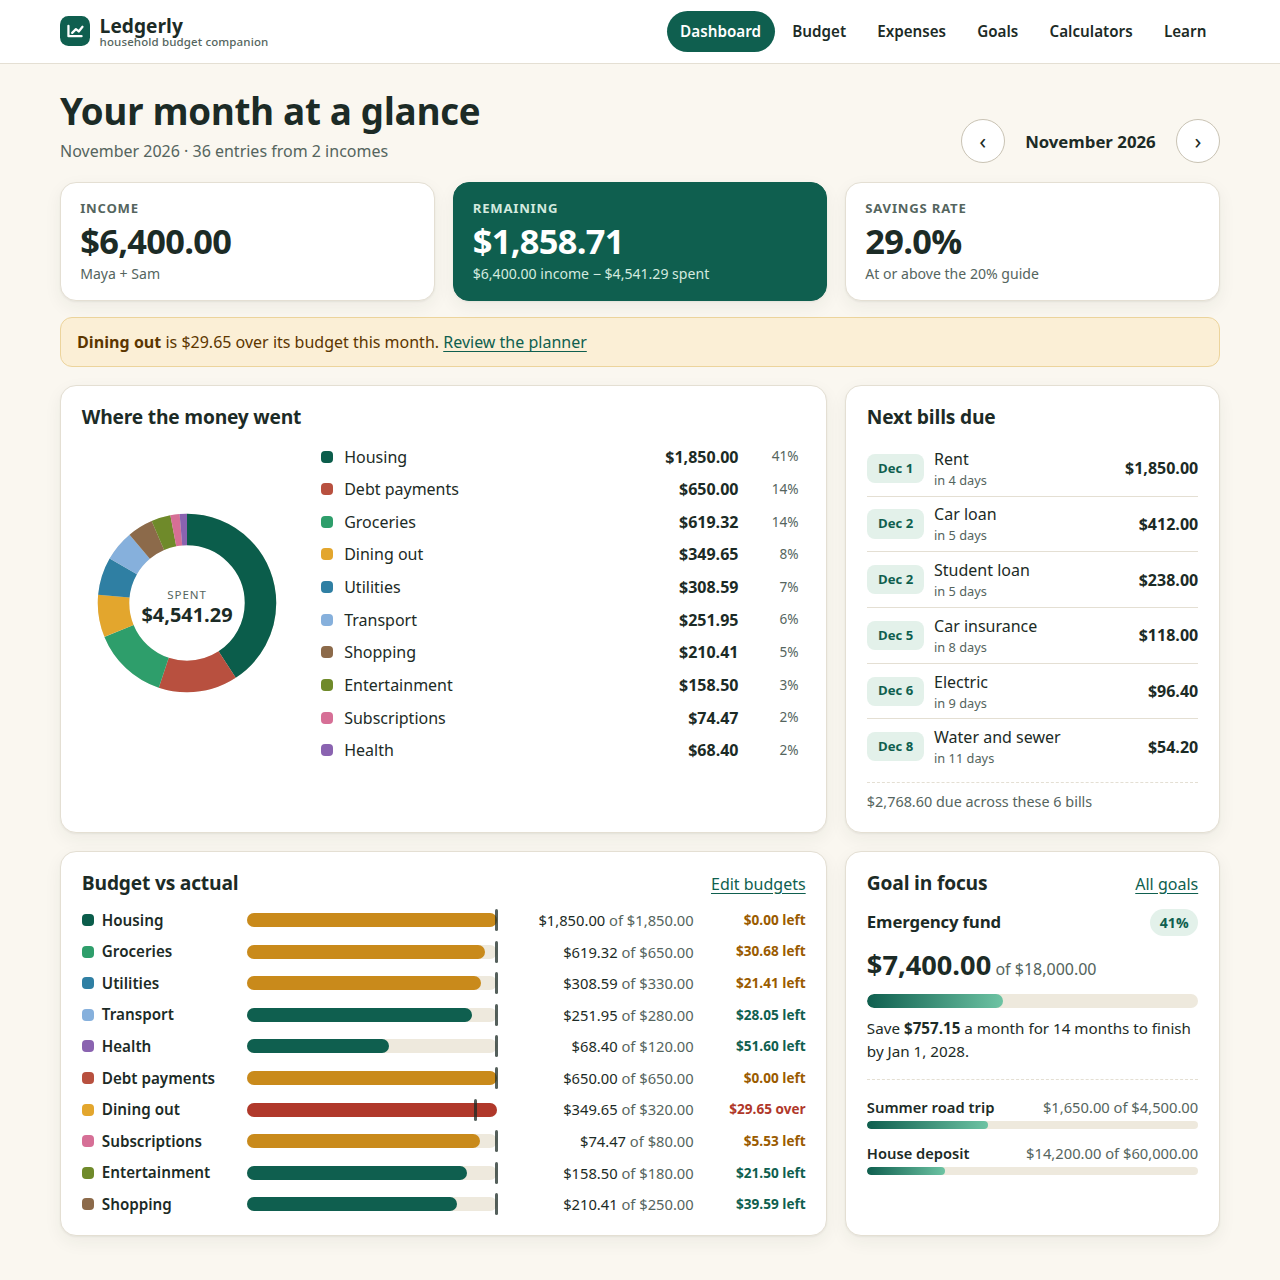 Ledgerly
household budget companion
Dashboard Budget Expenses Goals Calculators Learn
Your month at a glance
November 2026 · 36 entries from 2 incomes
‹ November 2026 ›
INCOME
$6,400.00
Maya + Sam
REMAINING
$1,858.71
$6,400.00 income − $4,541.29 spent
SAVINGS RATE
29.0%
At or above the 20% guide
Dining out is $29.65 over its budget this month. Review the planner
Where the money went
SPENT
$4,541.29
Housing $1,850.00 41%
Debt payments $650.00 14%
Groceries $619.32 14%
Dining out $349.65 8%
Utilities $308.59 7%
Transport $251.95 6%
Shopping $210.41 5%
Entertainment $158.50 3%
Subscriptions $74.47 2%
Health $68.40 2%
Next bills due
Dec 1 Rent $1,850.00
in 4 days
Dec 2 Car loan $412.00
in 5 days
Dec 2 Student loan $238.00
in 5 days
Dec 5 Car insurance $118.00
in 8 days
Dec 6 Electric $96.40
in 9 days
Dec 8 Water and sewer $54.20
in 11 days
$2,768.60 due across these 6 bills
Budget vs actual Edit budgets
Housing $1,850.00 of $1,850.00 $0.00 left
Groceries $619.32 of $650.00 $30.68 left
Utilities $308.59 of $330.00 $21.41 left
Transport $251.95 of $280.00 $28.05 left
Health $68.40 of $120.00 $51.60 left
Debt payments $650.00 of $650.00 $0.00 left
Dining out $349.65 of $320.00 $29.65 over
Subscriptions $74.47 of $80.00 $5.53 left
Entertainment $158.50 of $180.00 $21.50 left
Shopping $210.41 of $250.00 $39.59 left
Goal in focus All goals
Emergency fund 41%
$7,400.00 of $18,000.00
Save $757.15 a month for 14 months to finish
by Jan 1, 2028.
Summer road trip $1,650.00 of $4,500.00
House deposit $14,200.00 of $60,000.00